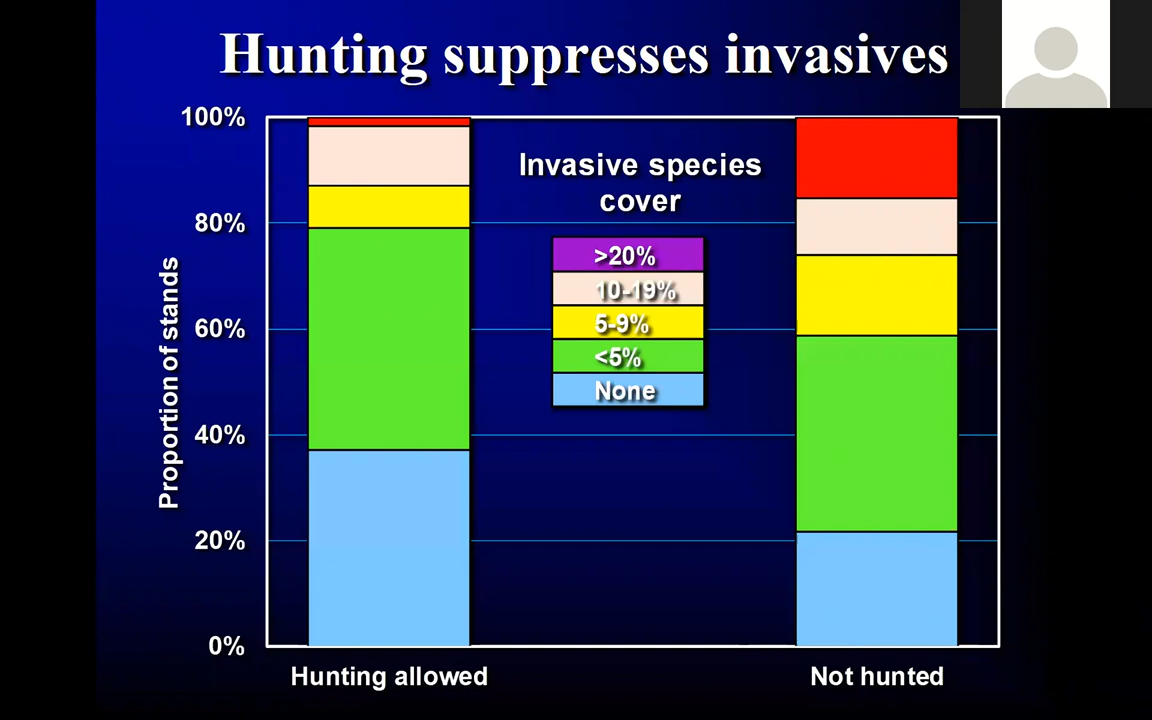 Hunting suppresses invasives
100%
80%
60%
40%
20%
0%
Proportion of stands
Invasive species
cover
>20%
10-19%
5-9%
<5%
None
Hunting allowed
Not hunted